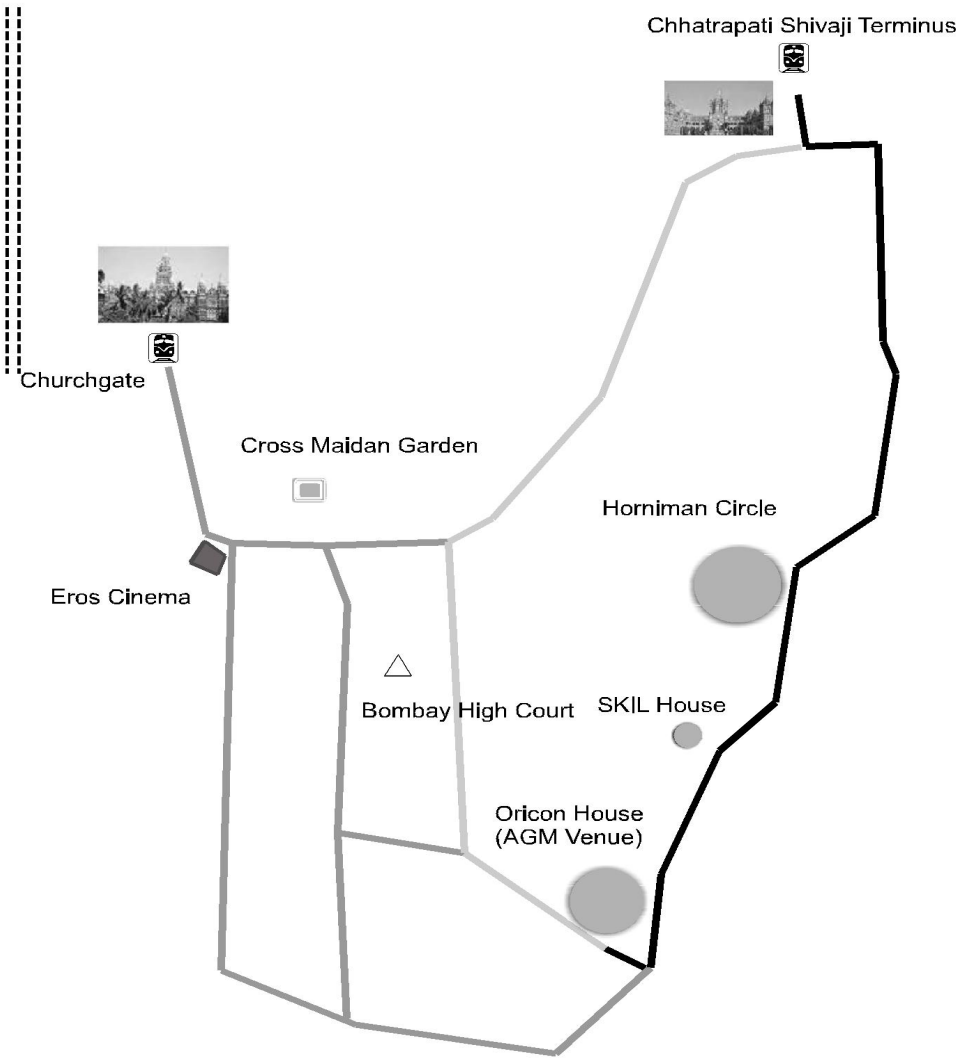 Chhatrapati Shivaji Terminus
Churchgate
Cross Maidan Garden
Horniman Circle
Eros Cinema
Bombay High Court
SKIL House
Oricon House
(AGM Venue)